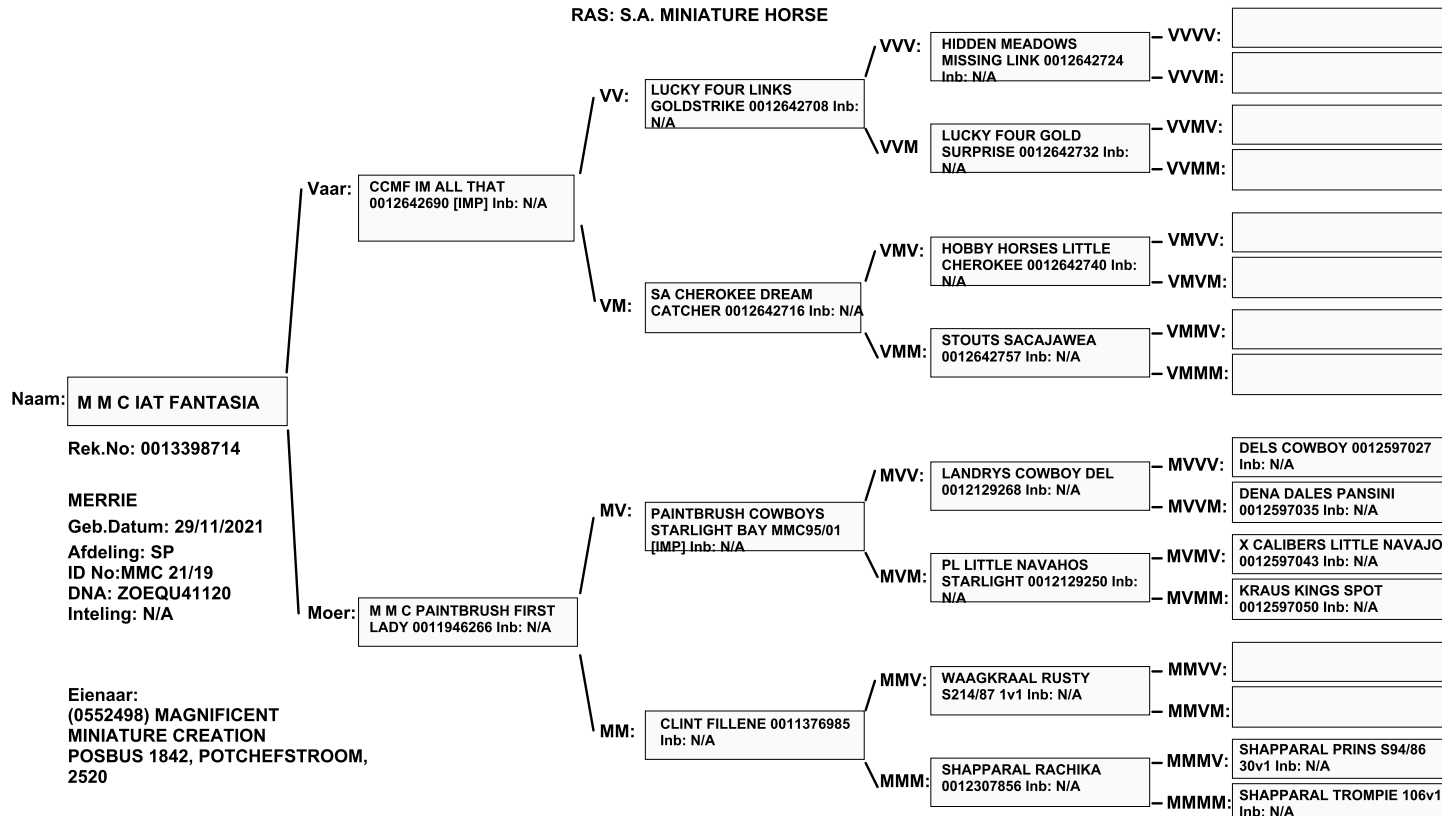 RAS: S.A. MINIATURE HORSE
Naam:
M M C IAT FANTASIA
Rek.No: 0013398714
MERRIE
Geb.Datum: 29/11/2021
Afdeling: SP
ID No:MMC 21/19
DNA: ZOEQU41120
Inteling: N/A
Eienaar:
(0552498) MAGNIFICENT
MINIATURE CREATION
POSBUS 1842, POTCHEFSTROOM,
2520
Vaar:
CCMF IM ALL THAT
0012642690 [IMP] Inb: N/A
Moer:
M M C PAINTBRUSH FIRST
LADY 0011946266 Inb: N/A
VV:
LUCKY FOUR LINKS
GOLDSTRIKE 0012642708 Inb:
N/A
VM:
SA CHEROKEE DREAM
CATCHER 0012642716 Inb: N/A
MV:
PAINTBRUSH COWBOYS
STARLIGHT BAY MMC95/01
[IMP] Inb: N/A
MM:
CLINT FILLENE 0011376985
Inb: N/A
VVV:
HIDDEN MEADOWS
MISSING LINK 0012642724
Inb: N/A
VVM
LUCKY FOUR GOLD
SURPRISE 0012642732 Inb:
N/A
VMV:
HOBBY HORSES LITTLE
CHEROKEE 0012642740 Inb:
N/A
VMM:
STOUTS SACAJAWEA
0012642757 Inb: N/A
MVV:
LANDRYS COWBOY DEL
0012129268 Inb: N/A
MVM:
PL LITTLE NAVAHOS
STARLIGHT 0012129250 Inb:
N/A
MMV:
WAAGKRAAL RUSTY
S214/87 1v1 Inb: N/A
MMM:
SHAPPARAL RACHIKA
0012307856 Inb: N/A
VVVV:
VVVM:
VVMV:
VVMM:
VMVV:
VMVM:
VMMV:
VMMM:
MVVV:
DELS COWBOY 0012597027
Inb: N/A
MVVM:
DENA DALES PANSINI
0012597035 Inb: N/A
MVMV:
X CALIBERS LITTLE NAVAJO
0012597043 Inb: N/A
MVMM:
KRAUS KINGS SPOT
0012597050 Inb: N/A
MMVV:
MMVM:
MMMV:
SHAPPARAL PRINS S94/86
30v1 Inb: N/A
MMMM:
SHAPPARAL TROMPIE 106v1
Inb: N/A